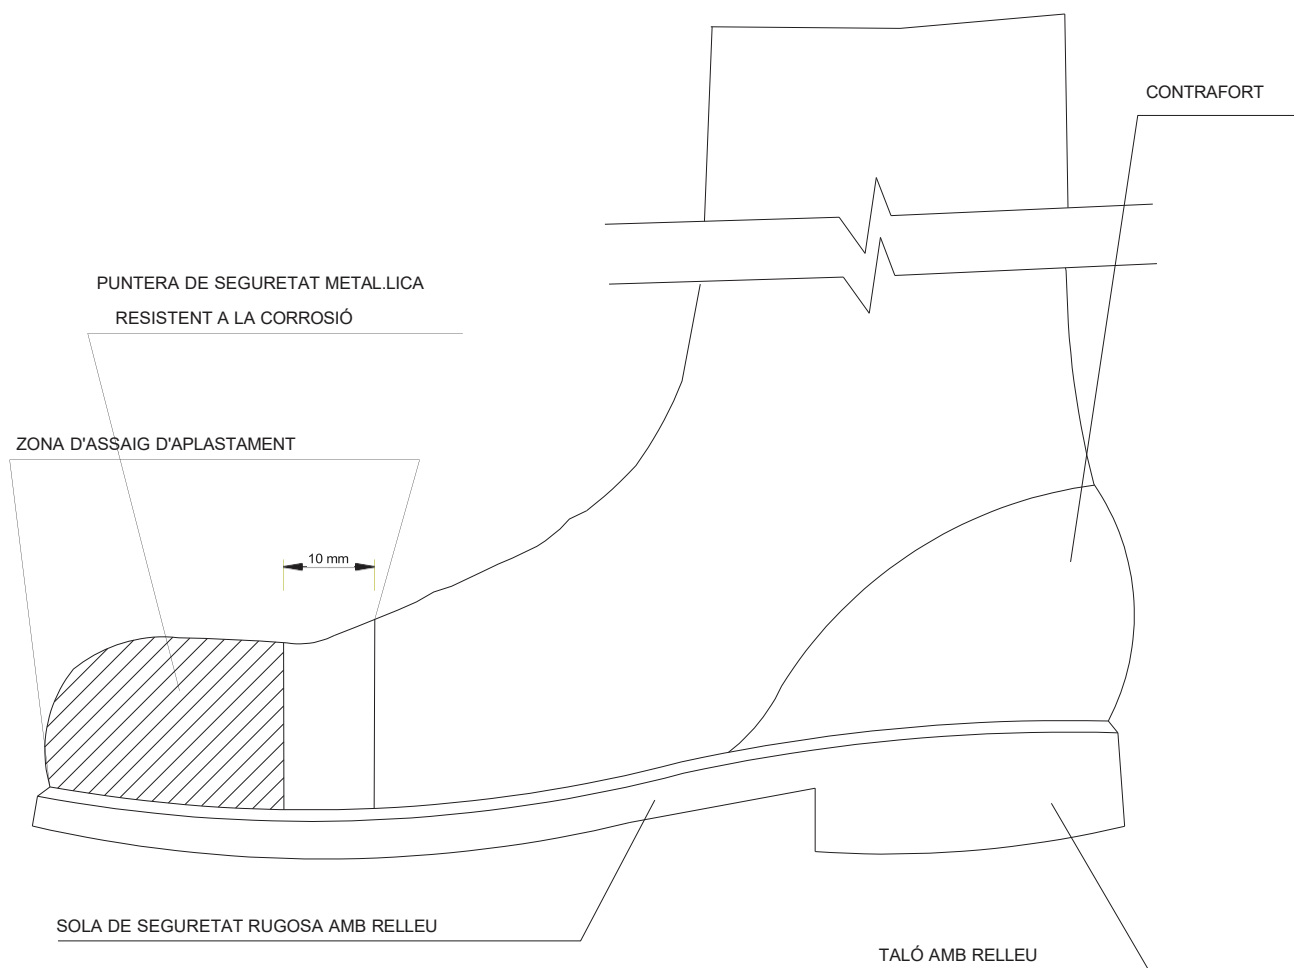 CONTRAFORT
PUNTERA DE SEGURETAT METAL.LICA
RESISTENT A LA CORROSIÓ
ZONA D'ASSAIG D'APLASTAMENT
10 mm
SOLA DE SEGURETAT RUGOSA AMB RELLEU
TALÓ AMB RELLEU